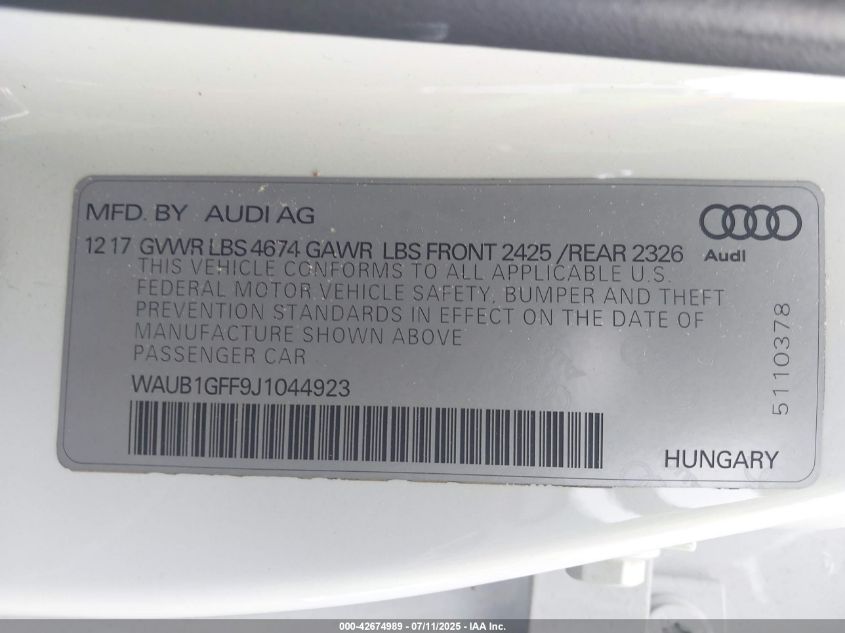 MFD. BY AUDI AG
12 17 GVWR LBS 4674 GAWR LBS FRONT 2425 /REAR 2326
Audi
THIS VEHICLE CONFORMS TO ALL APPLICABLE U.S.
FEDERAL MOTOR VEHICLE SAFETY, BUMPER AND THEFT
PREVENTION STANDARDS IN EFFECT ON THE DATE OF
MANUFACTURE SHOWN ABOVE
PASSENGER CAR
WAUB1GFF9J1044923
5110378
HUNGARY
000-42674989 - 07/11/2025 - IAA Inc.